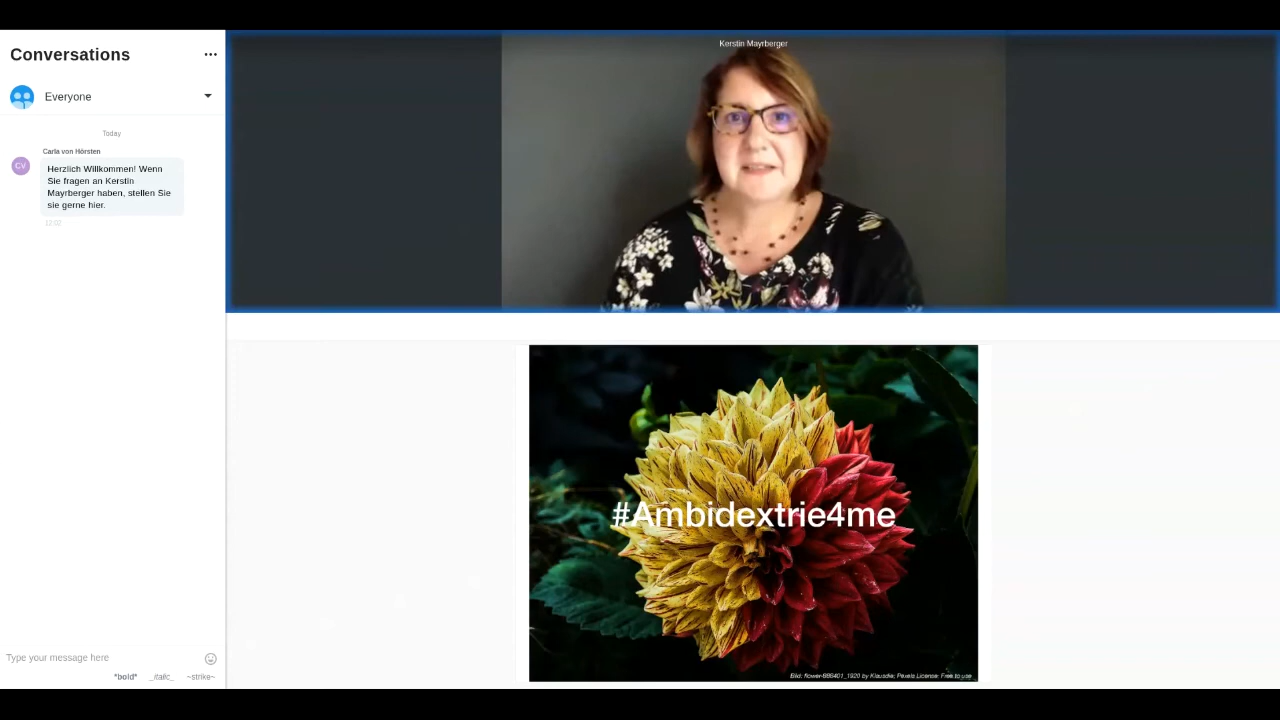 Conversations
Everyone
Today
Carla von Hörsten
CV
Herzlich Willkommen! Wenn
Sie fragen an Kerstin
Mayrberger haben, stellen Sie
sie gerne hier.
Type your message here
*bold* _italic_ ~strike~
Kerstin Mayrberger
#Ambidextrie4me
Bild: flower-886401_1920 by Klausdie; Pexels License: Free to use